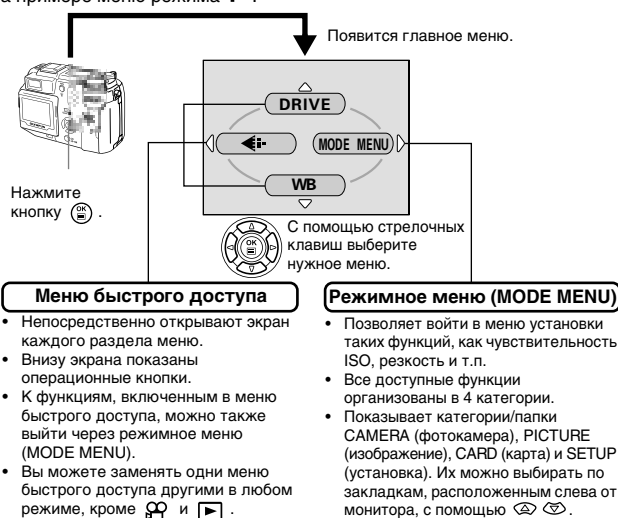 а примере меню режима P .
Появится главное меню.
DRIVE
MODE MENU
WB
Нажмите
кнопку OK .
OK
С помощью стрелочных
клавиш выберите
нужное меню.
Меню быстрого доступа
• Непосредственно открывают экран
каждого раздела меню.
• Внизу экрана показаны
операционные кнопки.
• К функциям, включенным в меню
быстрого доступа, можно также
выйти через режимное меню
(MODE MENU).
• Вы можете заменять одни меню
быстрого доступа другими в любом
режиме, кроме и .
Режимное меню (MODE MENU)
• Позволяет войти в меню установки
таких функций, как чувствительность
ISO, резкость и т.п.
• Все доступные функции
организованы в 4 категории.
• Показывает категории/папки
CAMERA (фотокамера), PICTURE
(изображение), CARD (карта) и SETUP
(установка). Их можно выбирать по
закладкам, расположенным слева от
монитора, с помощью .